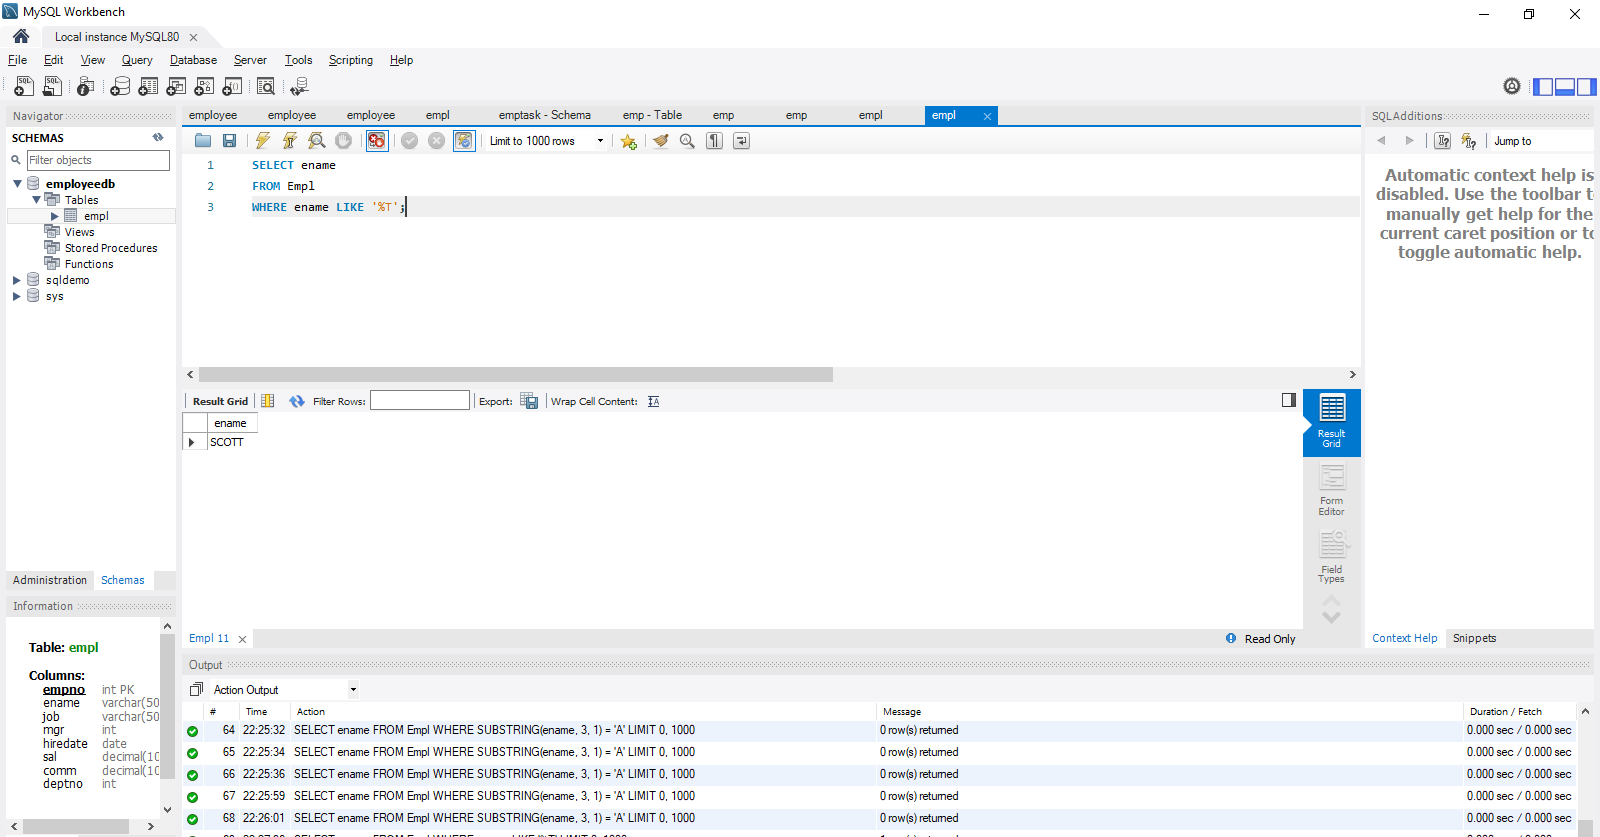 MySQL Workbench
Local instance MySQL80
File Edit View Query Database Server Tools Scripting Help
Navigator
SCHEMAS
Filter objects
employeedb
Tables
empl
Views
Stored Procedures
Functions
sqldemo
sys
Administration Schemas
Information
Table: empl
Columns:
empno int PK
ename varchar(50
job varchar(50
mgr int
hiredate date
sal decimal(10
comm decimal(10
deptno int
employee employee employee empl emptask - Schema emp - Table emp emp empl empl
Limit to 1000 rows
1 SELECT ename
2 FROM Empl
3 WHERE ename LIKE '%T';
Result Grid Filter Rows: Export: Wrap Cell Content:
ename
SCOTT
Result
Grid
Form
Editor
Field
Types
Empl 11
Read Only
SQLAdditions
Jump to
Automatic context help is
disabled. Use the toolbar t
manually get help for the
current caret position or to
toggle automatic help.
Context Help Snippets
Output
Action Output
# Time Action Message Duration / Fetch
64 22:25:32 SELECT ename FROM Empl WHERE SUBSTRING(ename, 3, 1) = 'A' LIMIT 0, 1000 0 row(s) returned 0.000 sec / 0.000 sec
65 22:25:34 SELECT ename FROM Empl WHERE SUBSTRING(ename, 3, 1) = 'A' LIMIT 0, 1000 0 row(s) returned 0.000 sec / 0.000 sec
66 22:25:36 SELECT ename FROM Empl WHERE SUBSTRING(ename, 3, 1) = 'A' LIMIT 0, 1000 0 row(s) returned 0.000 sec / 0.000 sec
67 22:25:59 SELECT ename FROM Empl WHERE SUBSTRING(ename, 3, 1) = 'A' LIMIT 0, 1000 0 row(s) returned 0.000 sec / 0.000 sec
68 22:26:01 SELECT ename FROM Empl WHERE SUBSTRING(ename, 3, 1) = 'A' LIMIT 0, 1000 0 row(s) returned 0.000 sec / 0.000 sec